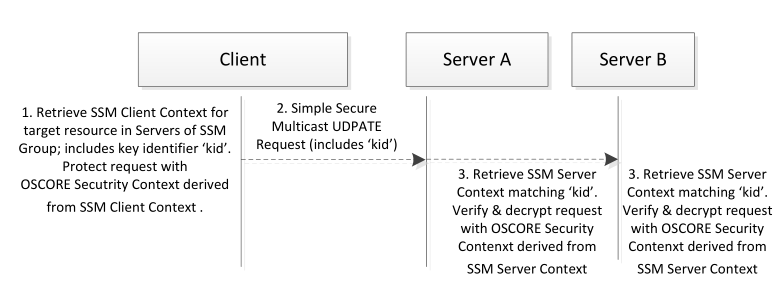 Client
Server A
Server B
1. Retrieve SSM Client Context for
target resource in Servers of SSM
Group; includes key identifier ‘kid’.
Protect request with
OSCORE Secutrity Context derived
from SSM Client Context .
2. Simple Secure
Multicast UDPATE
Request (includes ‘kid’)
3. Retrieve SSM Server
Context matching ‘kid’.
Verify & decrypt request
with OSCORE Security
Contenxt derived from
SSM Server Context
3. Retrieve SSM Server
Context matching ‘kid’.
Verify & decrypt request
with OSCORE Security
Contenxt derived from
SSM Server Context